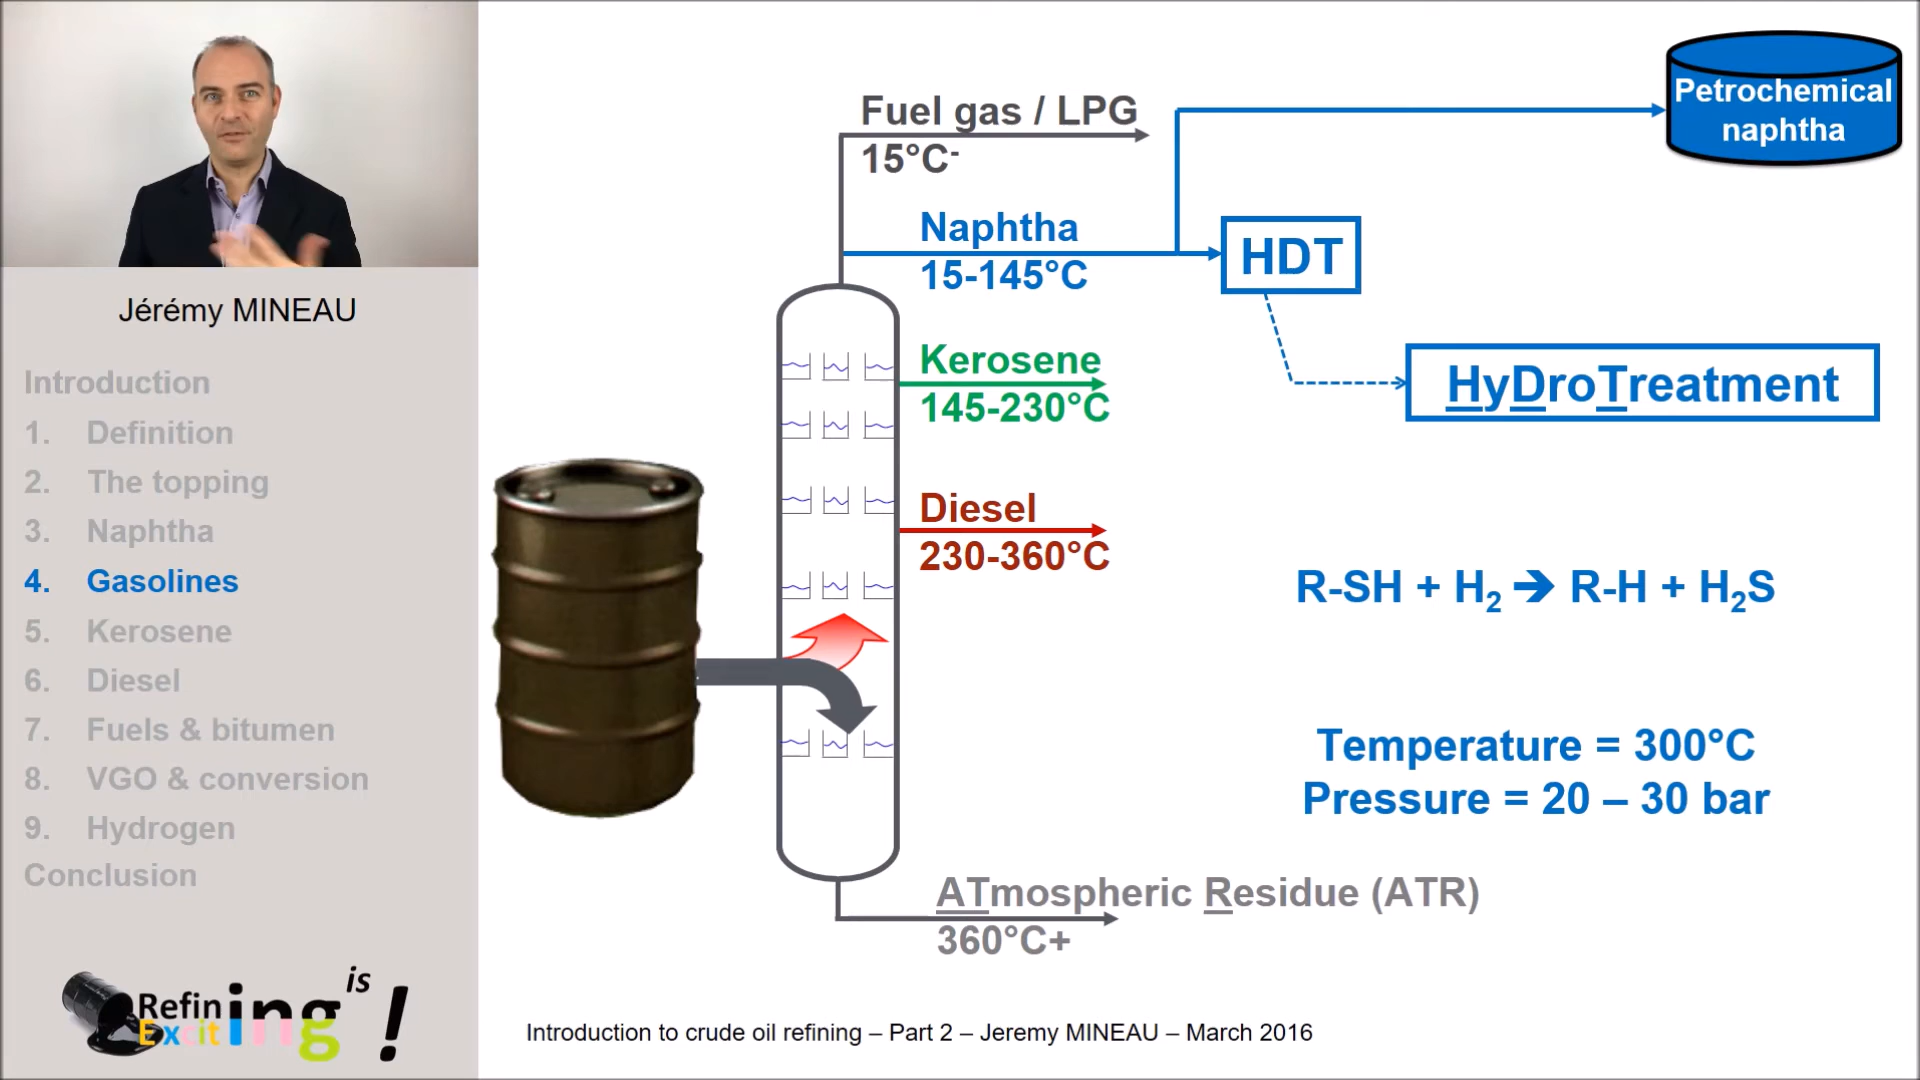 Jérémy MINEAU
Introduction
1. Definition
2. The topping
3. Naphtha
4. Gasolines
5. Kerosene
6. Diesel
7. Fuels & bitumen
8. VGO & conversion
9. Hydrogen
Conclusion
Refining is
Exciting !
Fuel gas / LPG
15°C-
Naphtha
15-145°C
Kerosene
145-230°C
Diesel
230-360°C
ATmospheric Residue (ATR)
360°C+
Petrochemical
naphtha
HDT
HyDroTreatment
R-SH + H₂ ➔ R-H + H₂S
Temperature = 300°C
Pressure = 20 – 30 bar
Introduction to crude oil refining – Part 2 – Jeremy MINEAU – March 2016